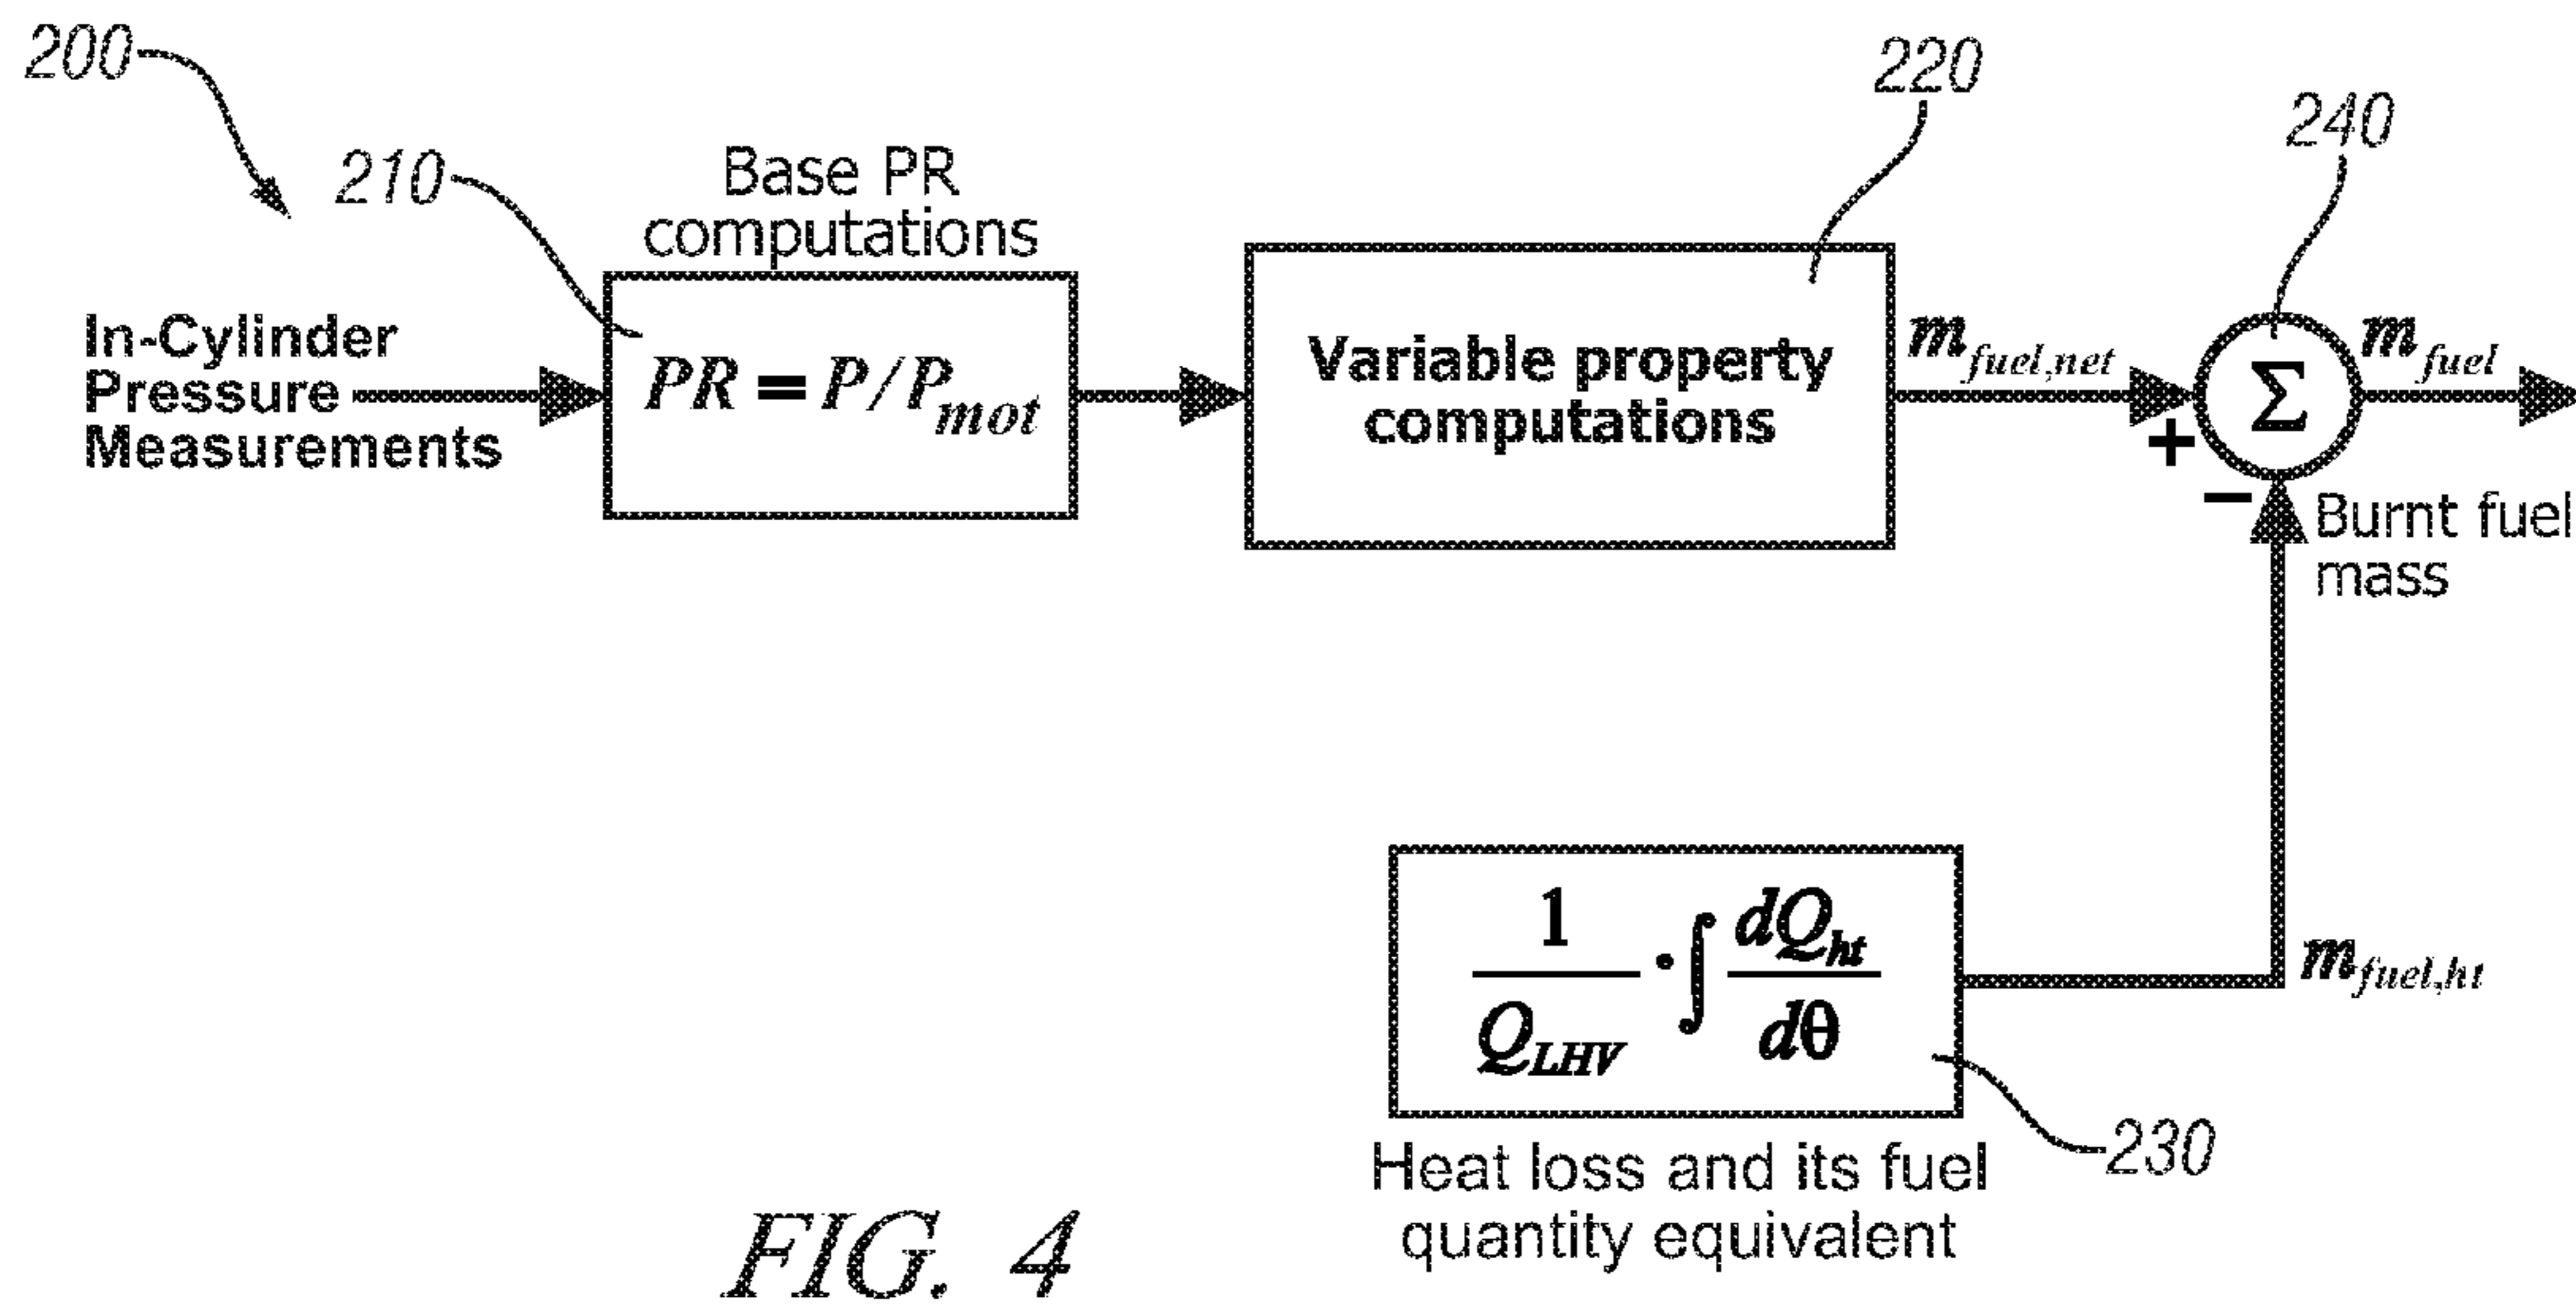 200
210
Base PR
computations
220
240
In-Cylinder
Pressure
Measurements
PR = P/P_mot
Variable property
computations
m_fuel,net
Σ
m_fuel
+
−
Burnt fuel
mass
1/Q_LHV · ∫ dQ_ht/dθ
m_fuel,ht
230
Heat loss and its fuel
quantity equivalent
FIG. 4